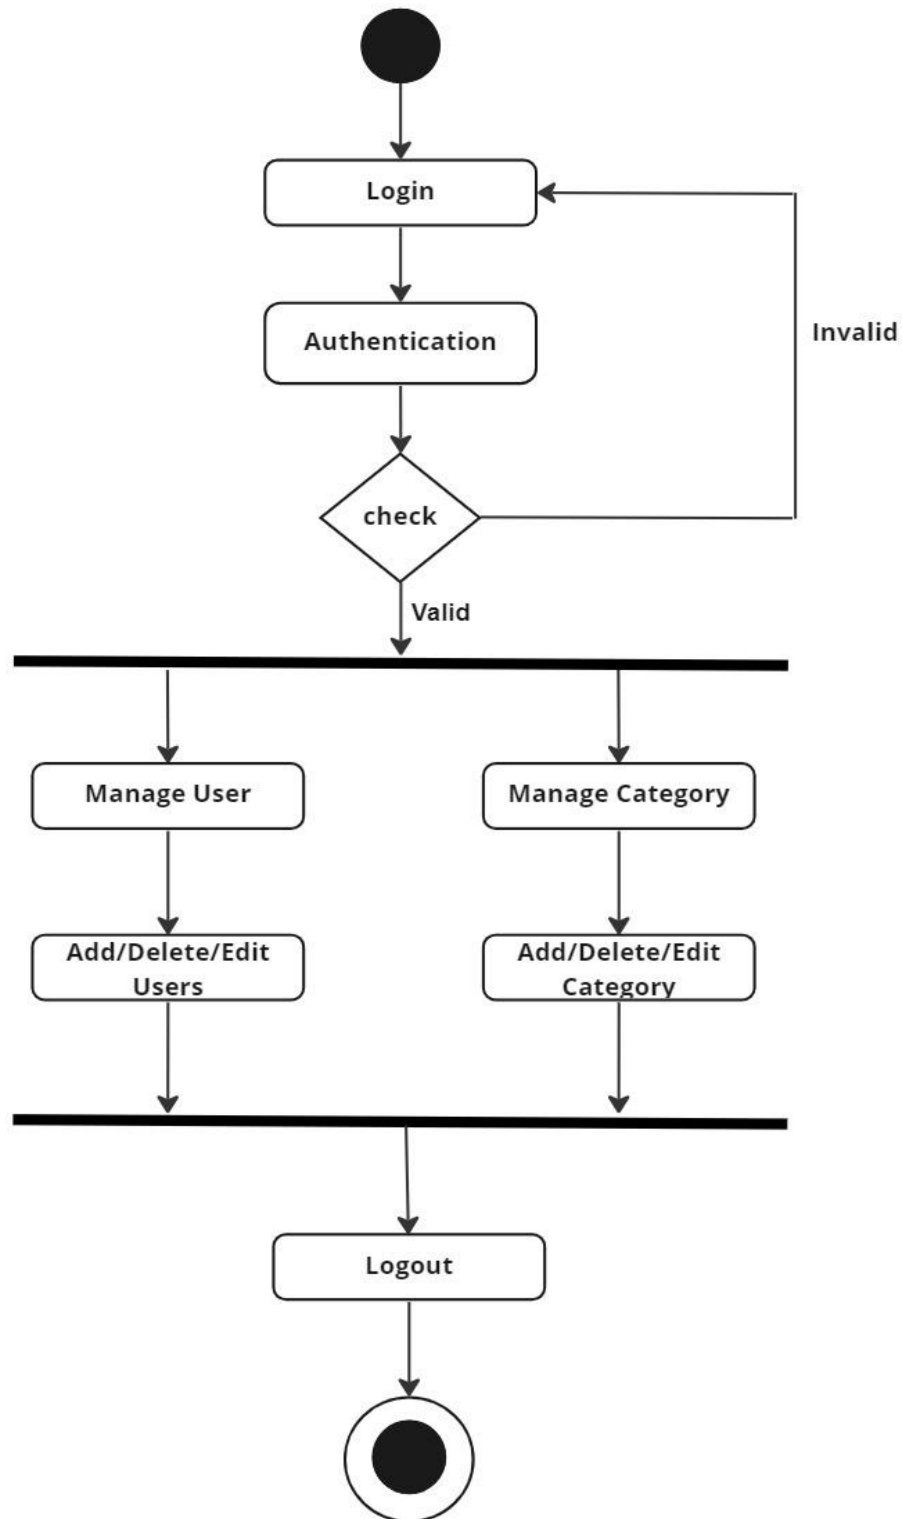 Login
Authentication
Invalid
check
Valid
Manage User
Manage Category
Add/Delete/Edit
Users
Add/Delete/Edit
Category
Logout